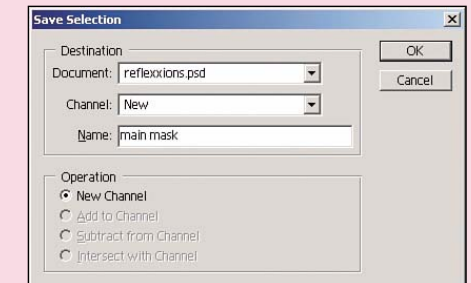 Save Selection
Destination
OK
Document: reflexxions.psd
Cancel
Channel: New
Name: main mask
Operation
New Channel
Add to Channel
Subtract from Channel
Intersect with Channel